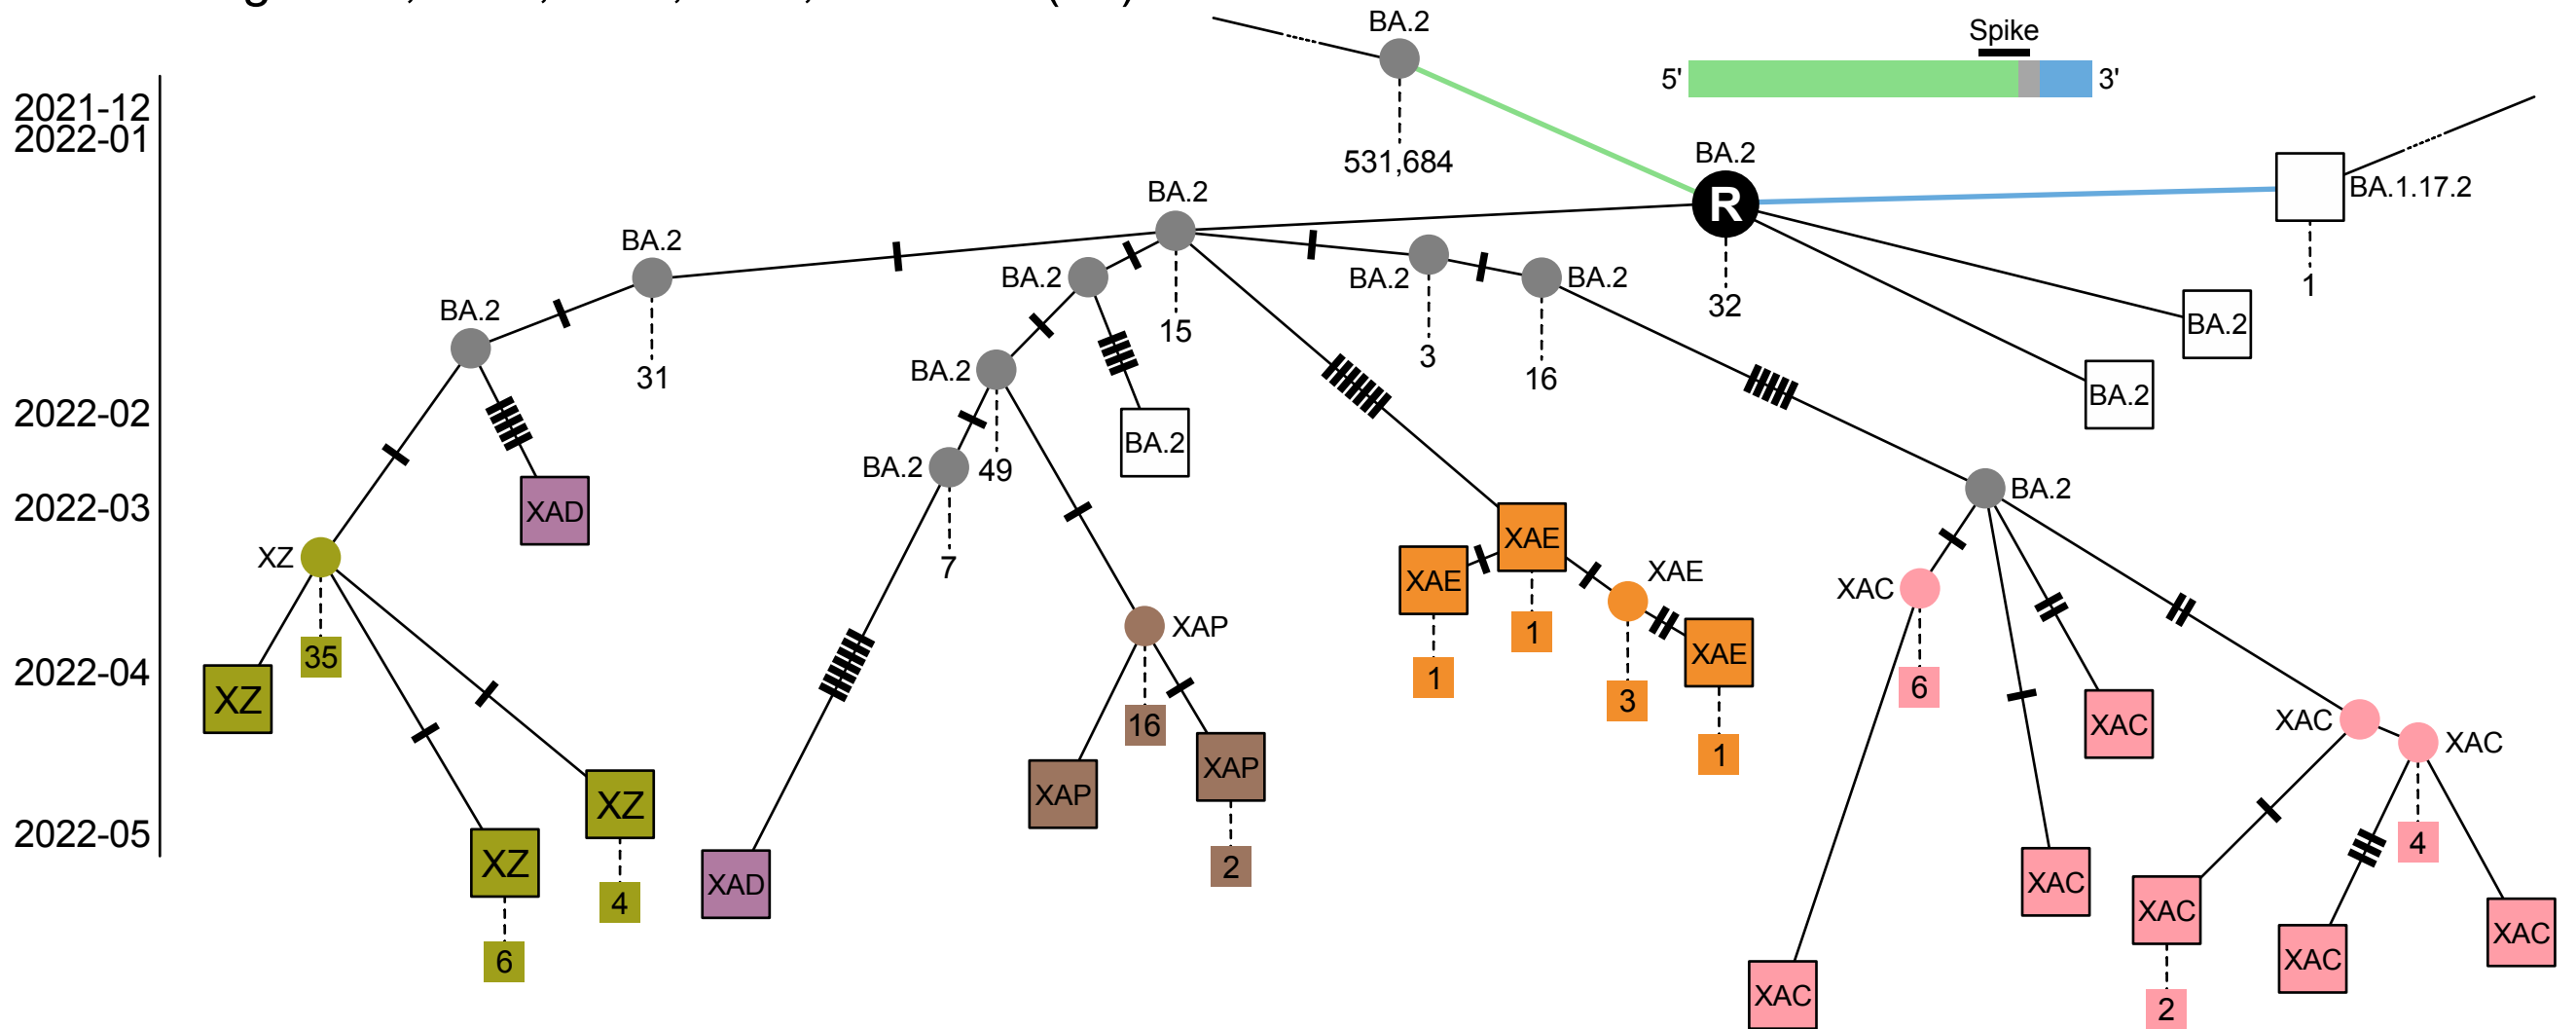 BA.2
Spike
5' 3'
2021-12
2022-01
531,684
BA.2
R
BA.1.17.2
BA.2
15
32
1
BA.2
31
BA.2
BA.2
3
BA.2
16
BA.2
BA.2
BA.2
BA.2
49
BA.2
2022-02
BA.2
7
BA.2
2022-03
XAD
XZ
35
XAP
16
XAE
1
XAE
1
XAE
3
XAE
1
XAC
6
2022-04
XZ
XAC
XAC
XAC
4
XZ
4
XAP
XAP
2
2022-05
XZ
6
XAD
XAC
XAC
2
XAC
XAC
XAC